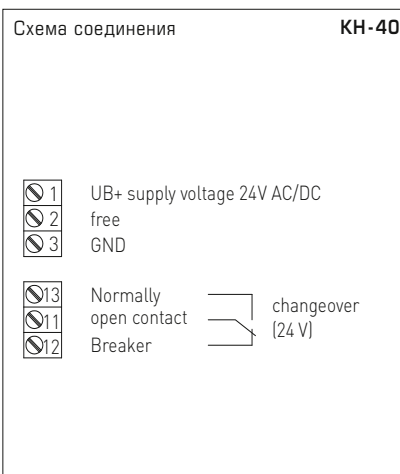 Схема соединения KH-40
1 UB+ supply voltage 24V AC/DC
2 free
3 GND
13 Normally
11 open contact
12 Breaker
changeover
(24 V)